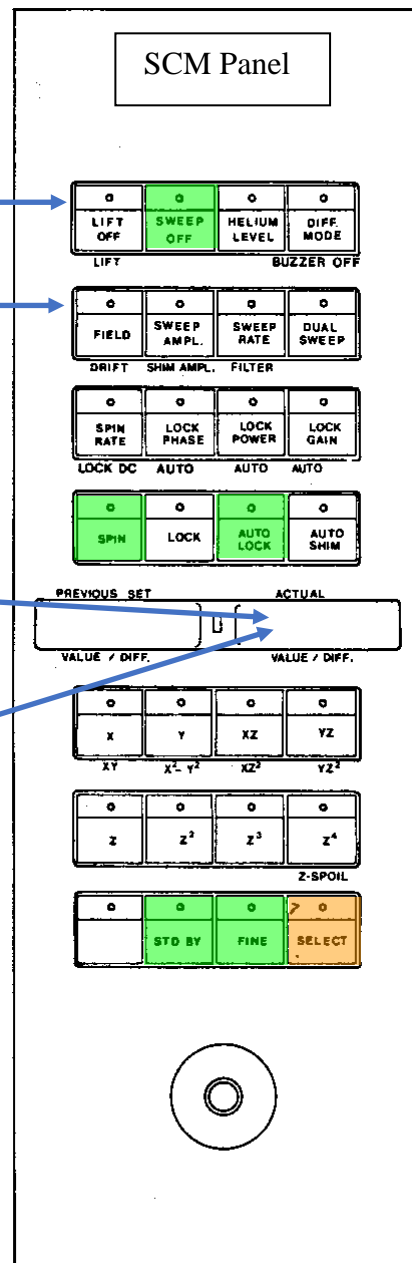 SCM Panel
LIFT OFF SWEEP OFF HELIUM LEVEL DIFF. MODE
LIFT BUZZER OFF
FIELD SWEEP AMPL. SWEEP RATE DUAL SWEEP
DRIFT SHIM AMPL. FILTER
SPIN RATE LOCK PHASE LOCK POWER LOCK GAIN
LOCK DC AUTO AUTO AUTO
SPIN LOCK AUTO LOCK AUTO SHIM
PREVIOUS SET ACTUAL
VALUE / DIFF. VALUE / DIFF.
X Y XZ YZ
XY X²-Y² XZ² YZ²
Z Z² Z³ Z⁴
Z-SPOIL
STD BY FINE SELECT